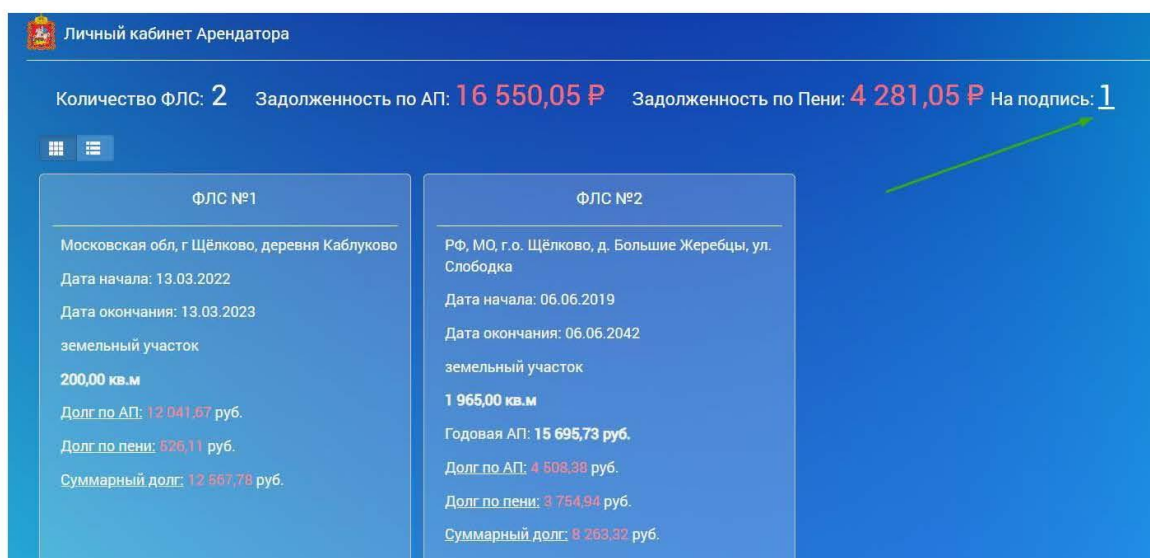 Личный кабинет Арендатора
Количество ФЛС: 2 Задолженность по АП: 16 550,05 ₽ Задолженность по Пени: 4 281,05 ₽ На подпись: 1
ФЛС №1
Московская обл, г Щёлково, деревня Каблуково
Дата начала: 13.03.2022
Дата окончания: 13.03.2023
земельный участок
200,00 кв.м
Долг по АП: 12 041,67 руб.
Долг по пени: 526,11 руб.
Суммарный долг: 12 567,78 руб.
ФЛС №2
РФ, МО, г.о. Щёлково, д. Большие Жеребцы, ул.
Слободка
Дата начала: 06.06.2019
Дата окончания: 06.06.2042
земельный участок
1 965,00 кв.м
Годовая АП: 15 695,73 руб.
Долг по АП: 4 508,38 руб.
Долг по пени: 3 754,94 руб.
Суммарный долг: 8 263,32 руб.